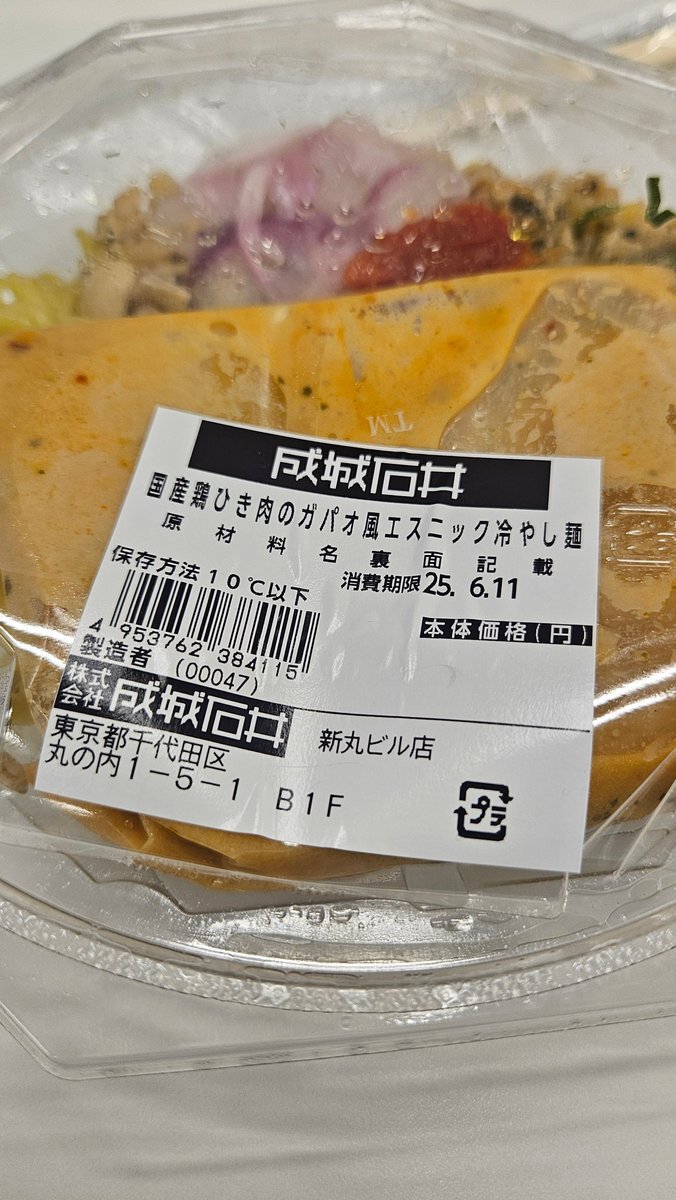 成城石井
国産鶏ひき肉のガパオ風エスニック冷やし麺
原材料名裏面記載
保存方法10℃以下
消費期限25. 6.11
本体価格(円)
4 953762 384115
製造者 (00047)
株式会社 成城石井
新丸ビル店
東京都千代田区
丸の内1-5-1 B1F
プラ
TM